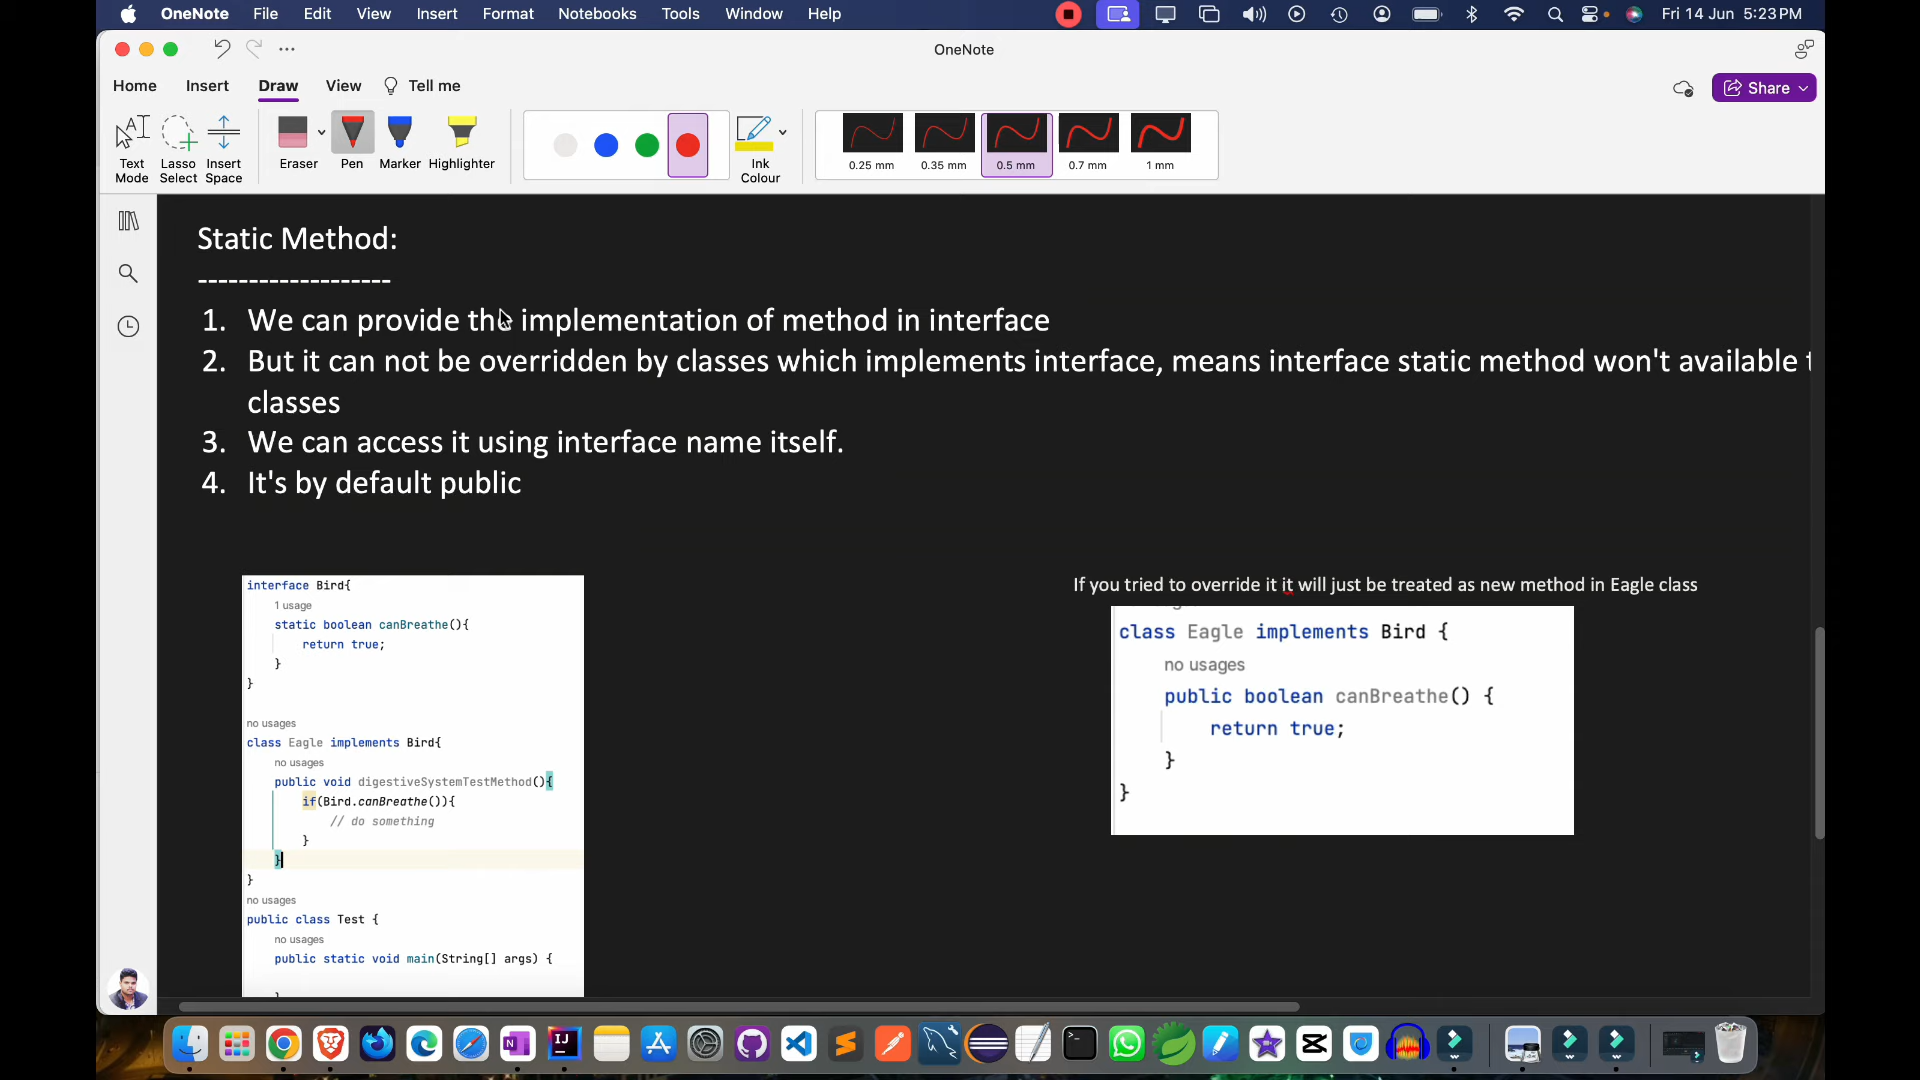 OneNote File Edit View Insert Format Notebooks Tools Window Help Fri 14 Jun 5:23 PM
OneNote
Home Insert Draw View Tell me Share
Text Mode Lasso Select Insert Space Eraser Pen Marker Highlighter Ink Colour 0.25 mm 0.35 mm 0.5 mm 0.7 mm 1 mm
Static Method:
-------------------
1. We can provide the implementation of method in interface
2. But it can not be overridden by classes which implements interface, means interface static method won't available
classes
3. We can access it using interface name itself.
4. It's by default public
interface Bird{
1 usage
static boolean canBreathe(){
return true;
}
}
no usages
class Eagle implements Bird{
no usages
public void digestiveSystemTestMethod(){
if(Bird.canBreathe()){
// do something
}
}
}
no usages
public class Test {
no usages
public static void main(String[] args) {
If you tried to override it it will just be treated as new method in Eagle class
class Eagle implements Bird {
no usages
public boolean canBreathe() {
return true;
}
}